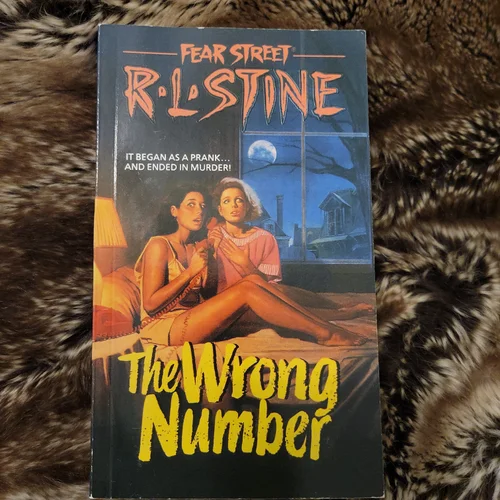 FEAR STREET®
R·L·STINE
IT BEGAN AS A PRANK...
AND ENDED IN MURDER!
The Wrong
Number